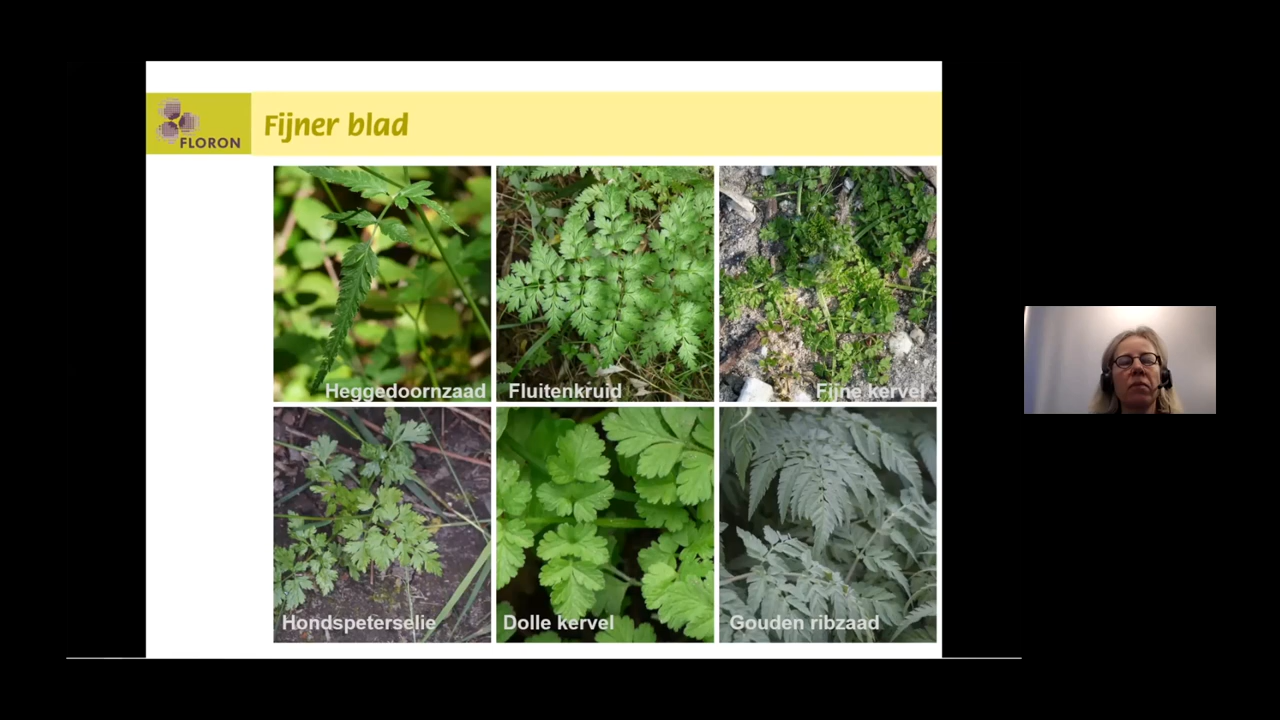 FLORON
Fijner blad
Heggedoornzaad
Fluitenkruid
Fijne kervel
Hondspeterselie
Dolle kervel
Gouden ribzaad